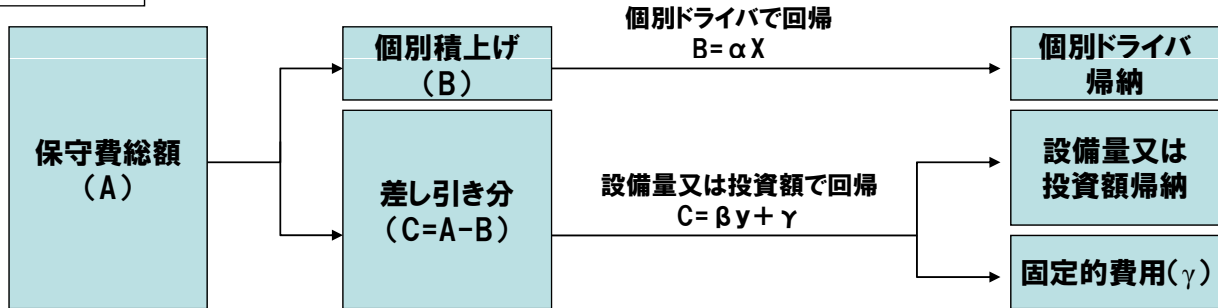 個別ドライバで回帰
B=αX
個別積上げ
(B)
個別ドライバ
帰納
保守費総額
(A)
差し引き分
(C=A-B)
設備量又は投資額で回帰
C=βy+γ
設備量又は
投資額帰納
固定的費用(γ)